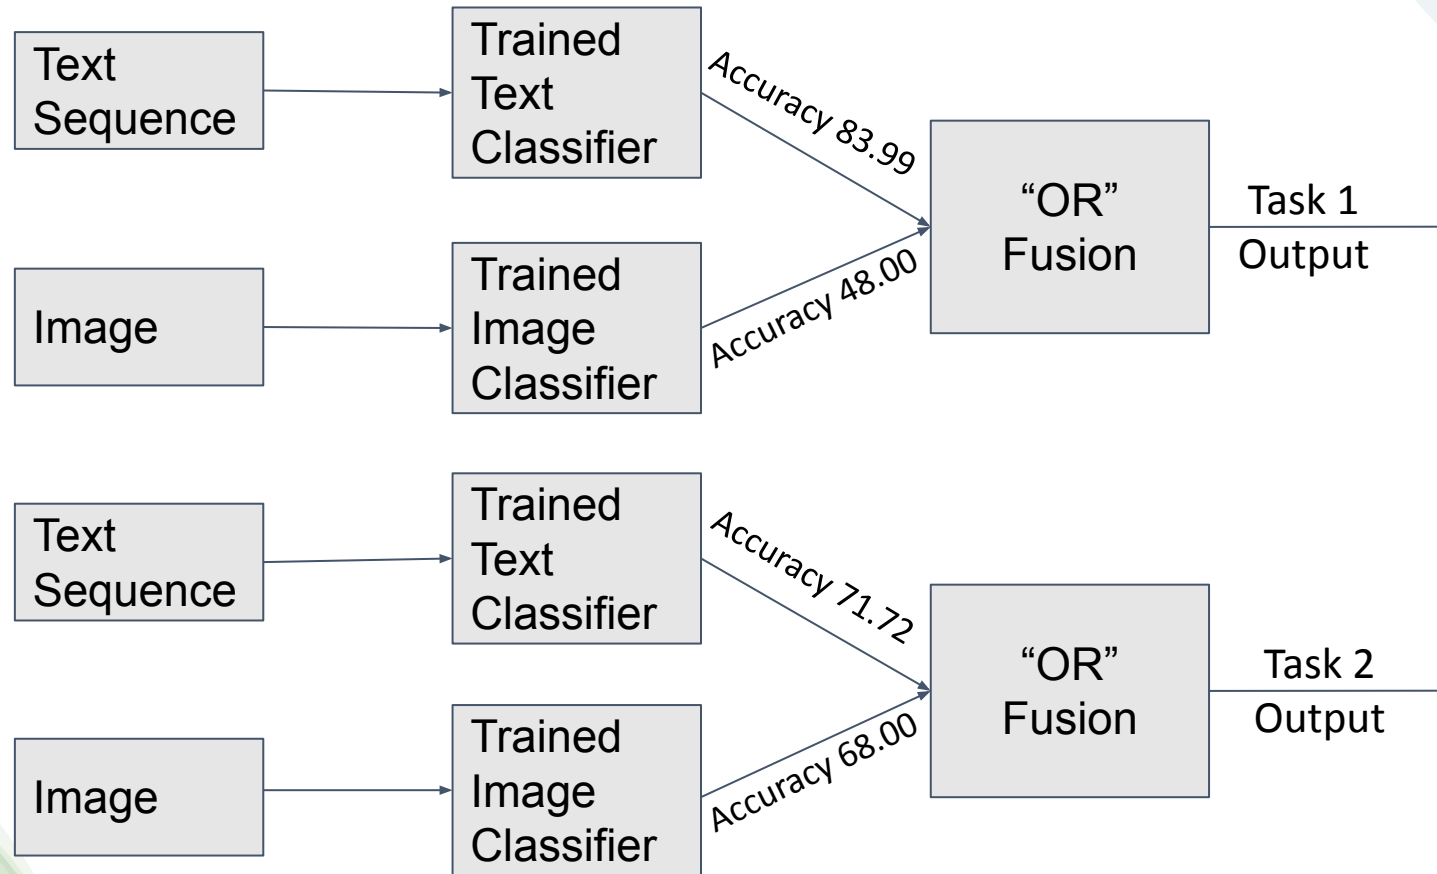 Text
Sequence
Trained
Text
Classifier
Accuracy 83.99
“OR”
Fusion
Task 1
Output
Image
Trained
Image
Classifier
Accuracy 48.00
Text
Sequence
Trained
Text
Classifier
Accuracy 71.72
“OR”
Fusion
Task 2
Output
Image
Trained
Image
Classifier
Accuracy 68.00